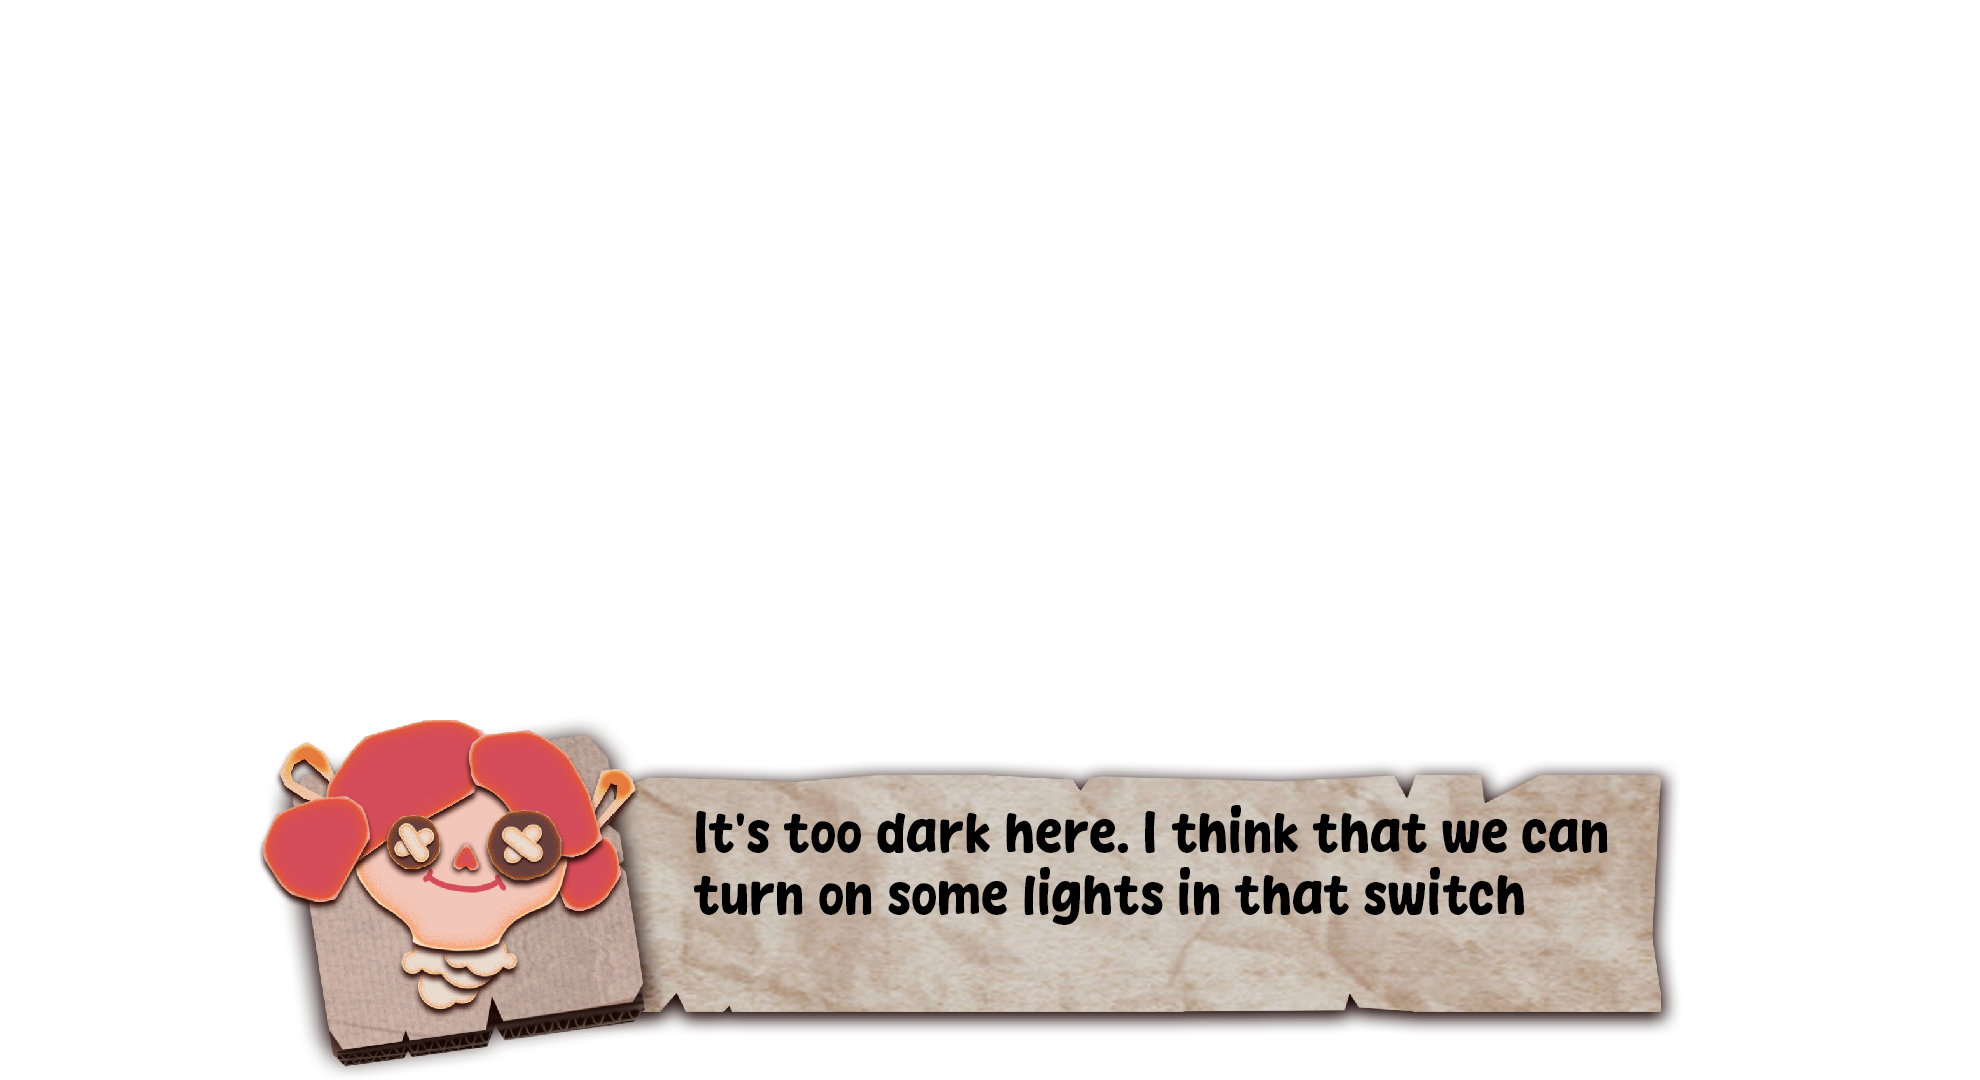 It's too dark here. I think that we can
turn on some lights in that switch